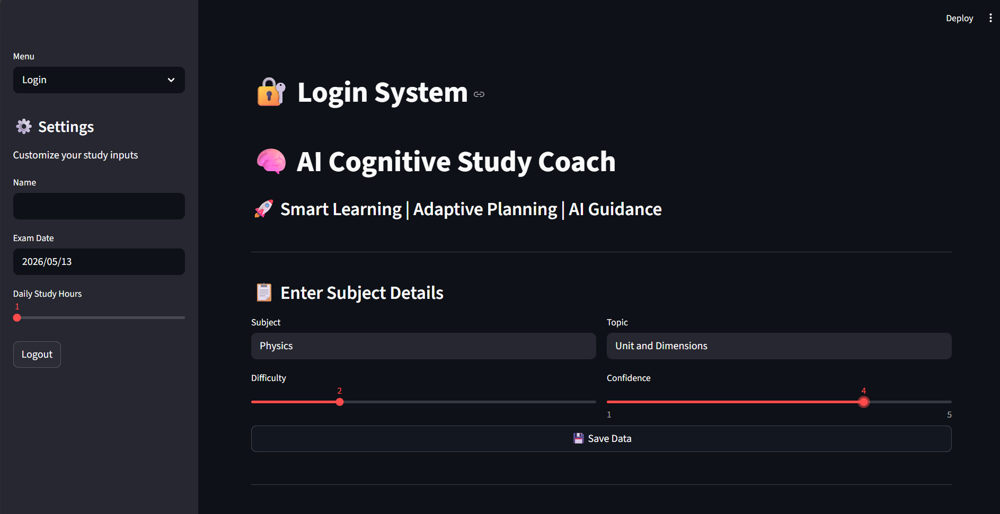 Deploy
Menu
Login
Settings
Customize your study inputs
Name
Exam Date
2026/05/13
Daily Study Hours
1
Logout
Login System
AI Cognitive Study Coach
Smart Learning | Adaptive Planning | AI Guidance
Enter Subject Details
Subject
Physics
Topic
Unit and Dimensions
Difficulty
2
Confidence
4
1
5
Save Data